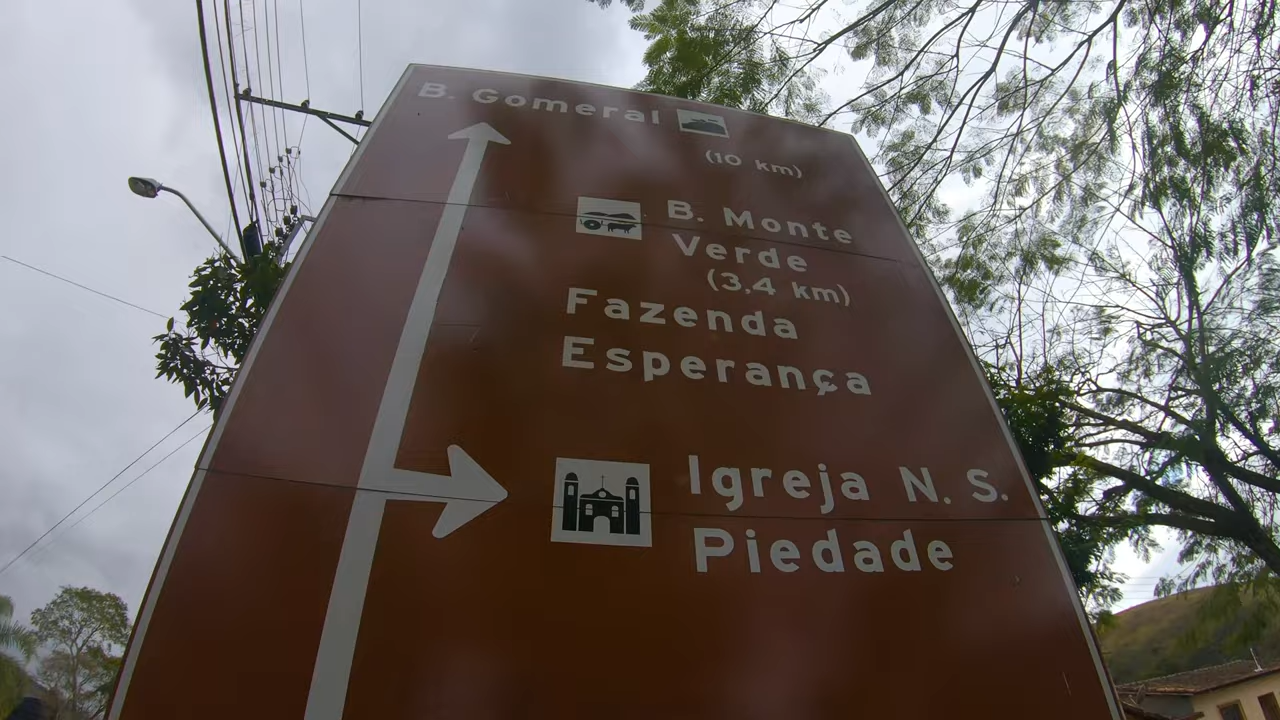 B. Gomeral
(10 km)
B. Monte
Verde
(3,4 km)
Fazenda
Esperança
Igreja N. S.
Piedade